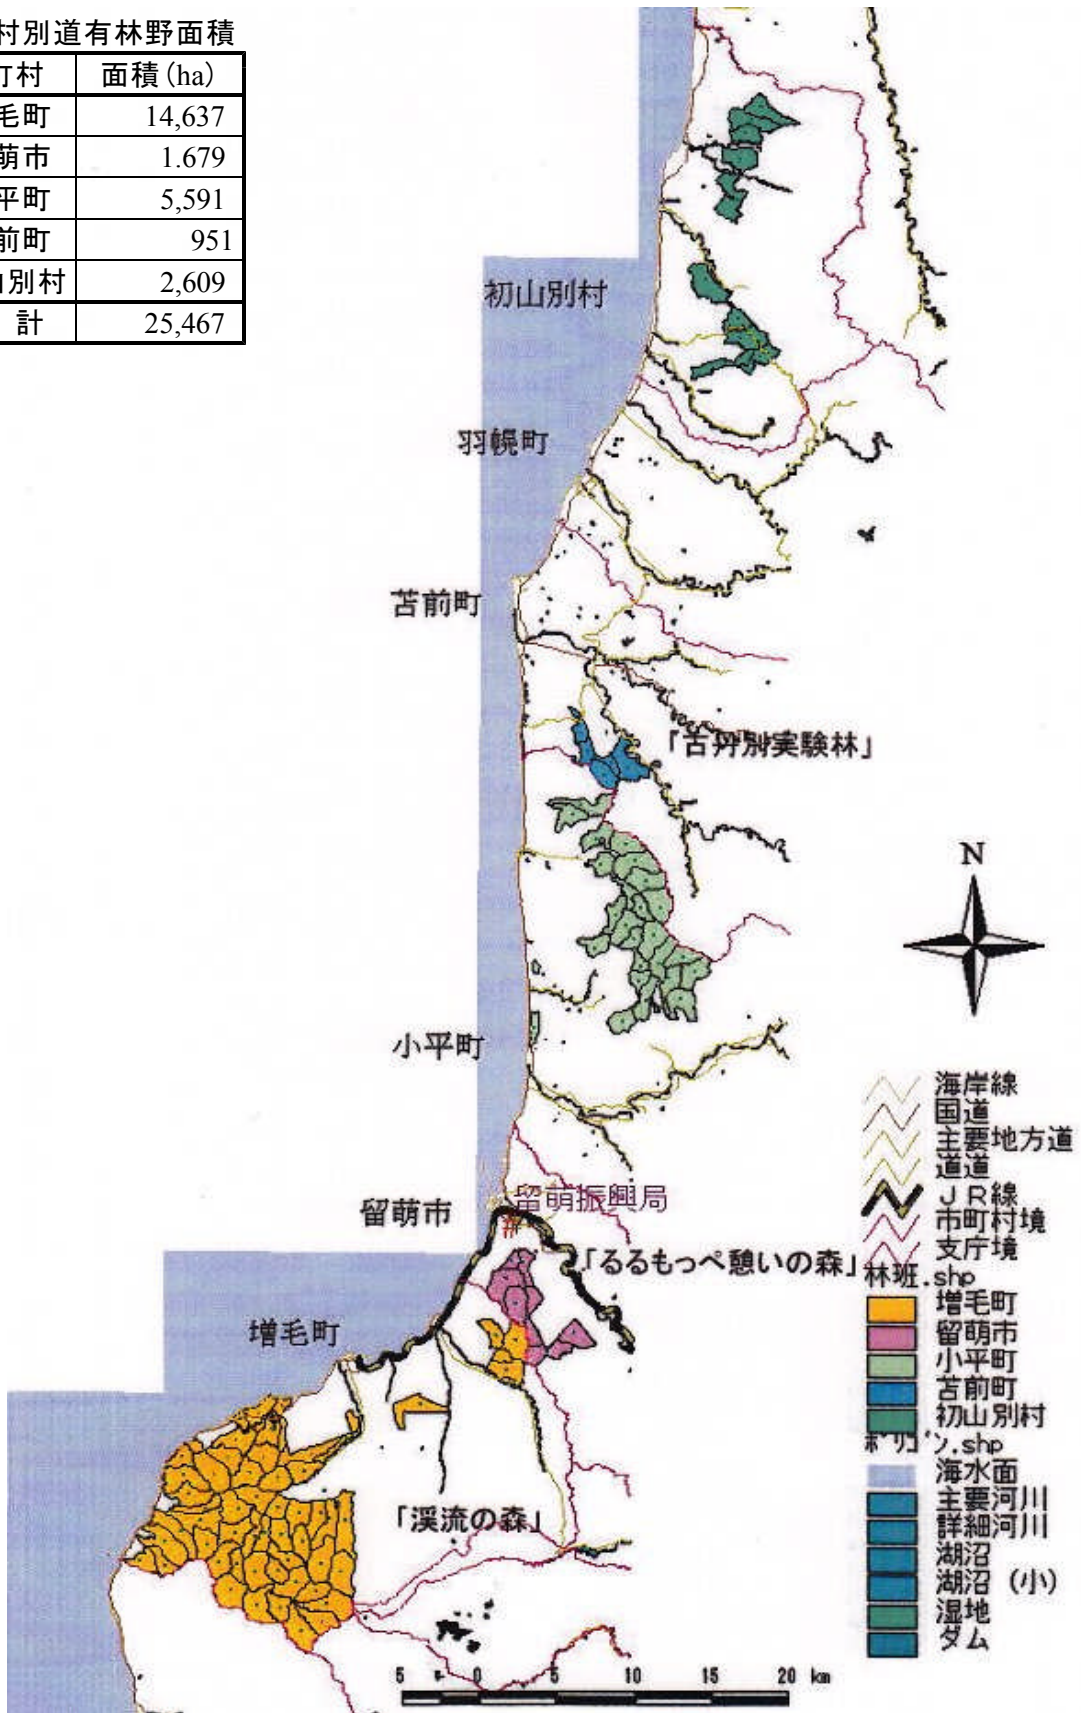 村別道有林野面積
町村 面積(ha)
毛町 14,637
萌市 1.679
平町 5,591
前町 951
山別村 2,609
計 25,467
初山別村
羽幌町
苫前町
「古丹別実験林」
N
小平町
留萌市
留萌振興局
「るるもっぺ憩いの森」
増毛町
「渓流の森」
海岸線
国道
主要地方道
道道
JR線
市町村境
支庁境
林班.shp
増毛町
留萌市
小平町
苫前町
初山別村
ポリゴン.shp
海水面
主要河川
詳細河川
湖沼
湖沼（小）
湿地
ダム
5 0 5 10 15 20 km